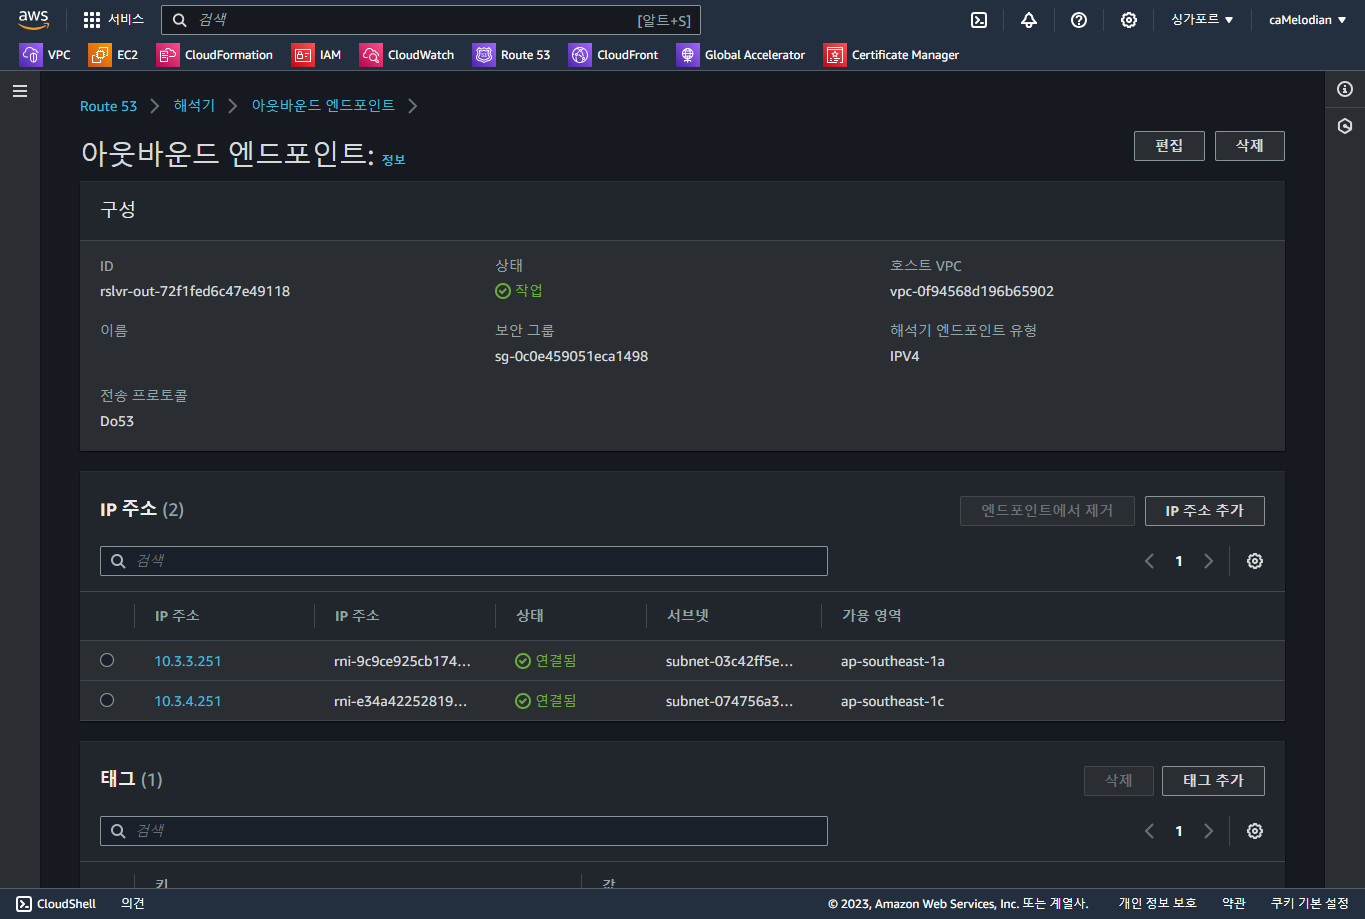 aws 서비스 검색 [알트+S] 싱가포르 ▼ caMelodian ▼
VPC EC2 CloudFormation IAM CloudWatch Route 53 CloudFront Global Accelerator Certificate Manager
Route 53 > 해석기 > 아웃바운드 엔드포인트 >
아웃바운드 엔드포인트: 정보 편집 삭제
구성
ID 상태 호스트 VPC
rslvr-out-72f1fed6c47e49118 작업 vpc-0f94568d196b65902
이름 보안 그룹 해석기 엔드포인트 유형
sg-0c0e459051eca1498 IPV4
전송 프로토콜
Do53
IP 주소 (2) 엔드포인트에서 제거 IP 주소 추가
검색 1
IP 주소 IP 주소 상태 서브넷 가용 영역
10.3.3.251 rni-9c9ce925cb174... 연결됨 subnet-03c42ff5e... ap-southeast-1a
10.3.4.251 rni-e34a42252819... 연결됨 subnet-074756a3... ap-southeast-1c
태그 (1) 삭제 태그 추가
검색 1
키 값
CloudShell 의견 © 2023, Amazon Web Services, Inc. 또는 계열사. 개인 정보 보호 약관 쿠키 기본 설정